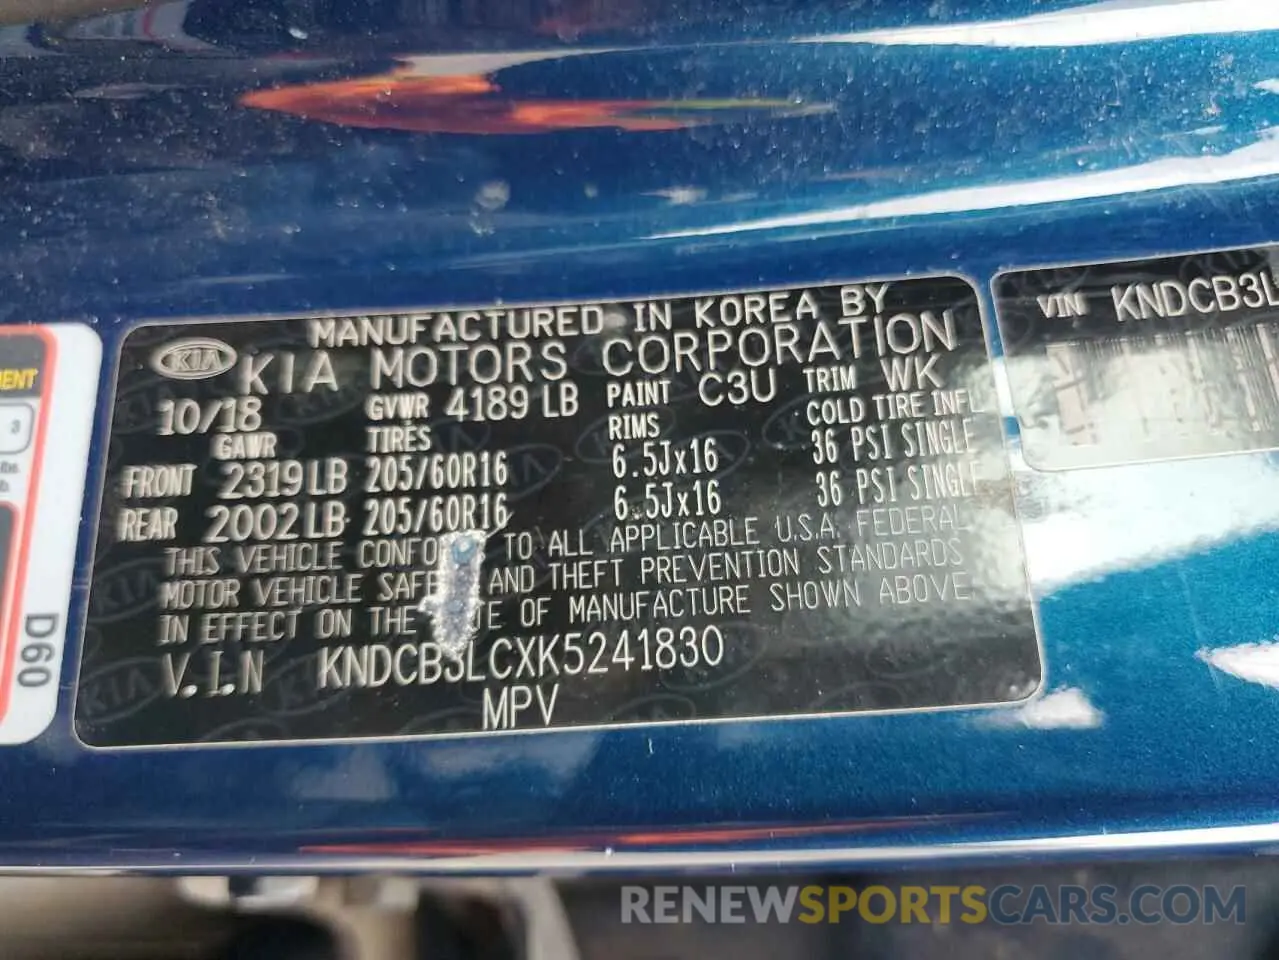 MANUFACTURED IN KOREA BY
KIA KIA MOTORS CORPORATION
10/18 GVWR 4189 LB PAINT C3U TRIM WK
GAWR TIRES RIMS COLD TIRE INFL
FRONT 2319 LB 205/60R16 6.5Jx16 36 PSI SINGLE
REAR 2002 LB 205/60R16 6.5Jx16 36 PSI SINGLE
THIS VEHICLE CONFO TO ALL APPLICABLE U.S.A. FEDERAL
MOTOR VEHICLE SAFE AND THEFT PREVENTION STANDARDS
IN EFFECT ON THE TE OF MANUFACTURE SHOWN ABOVE
V.I.N KNDCB3LCXK5241830
MPV
VIN KNDCB3L
MENT
3
D60
RENEWSPORTSCARS.COM